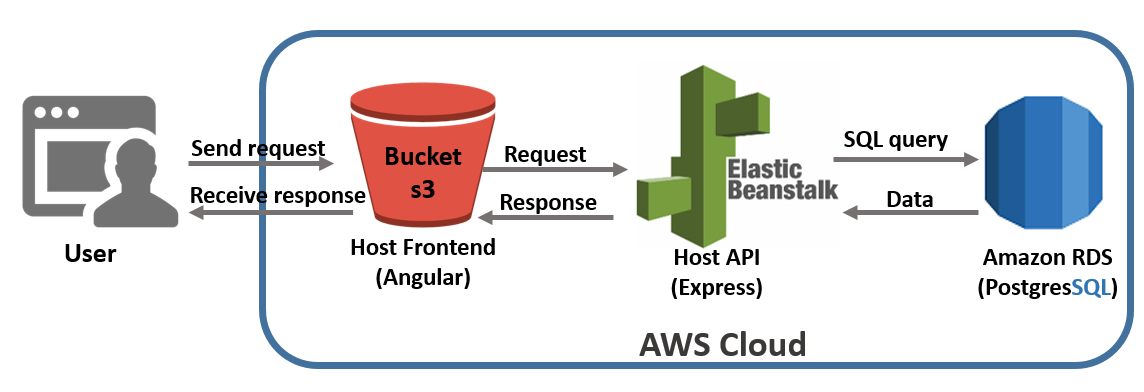 Send request
Receive response
User
Bucket
s3
Host Frontend
(Angular)
Request
Response
Elastic
Beanstalk
Host API
(Express)
SQL query
Data
Amazon RDS
(PostgresSQL)
AWS Cloud